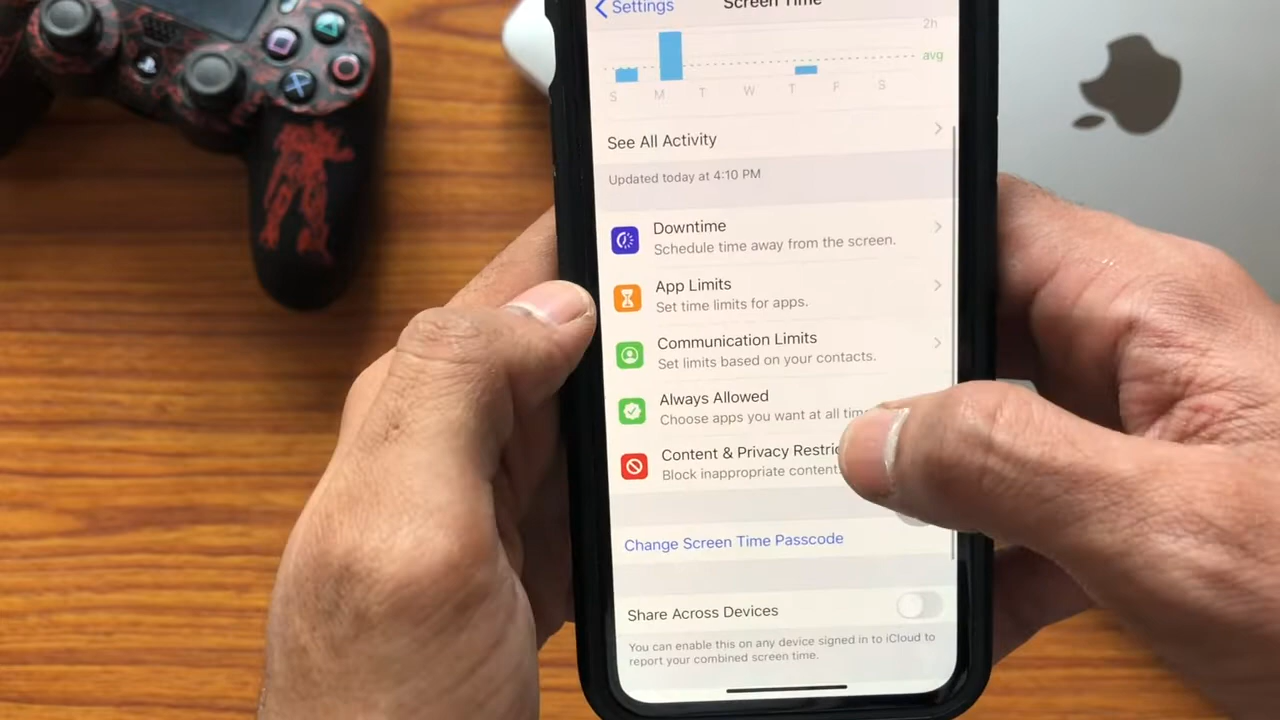 Settings
Screen Time
2h
avg
S M T W T F S
See All Activity
Updated today at 4:10 PM
Downtime
Schedule time away from the screen.
App Limits
Set time limits for apps.
Communication Limits
Set limits based on your contacts.
Always Allowed
Choose apps you want at all
Content & Privacy
Block inappropriate content.
Change Screen Time Passcode
Share Across Devices
You can enable this on any device signed in to iCloud to
report your combined screen time.